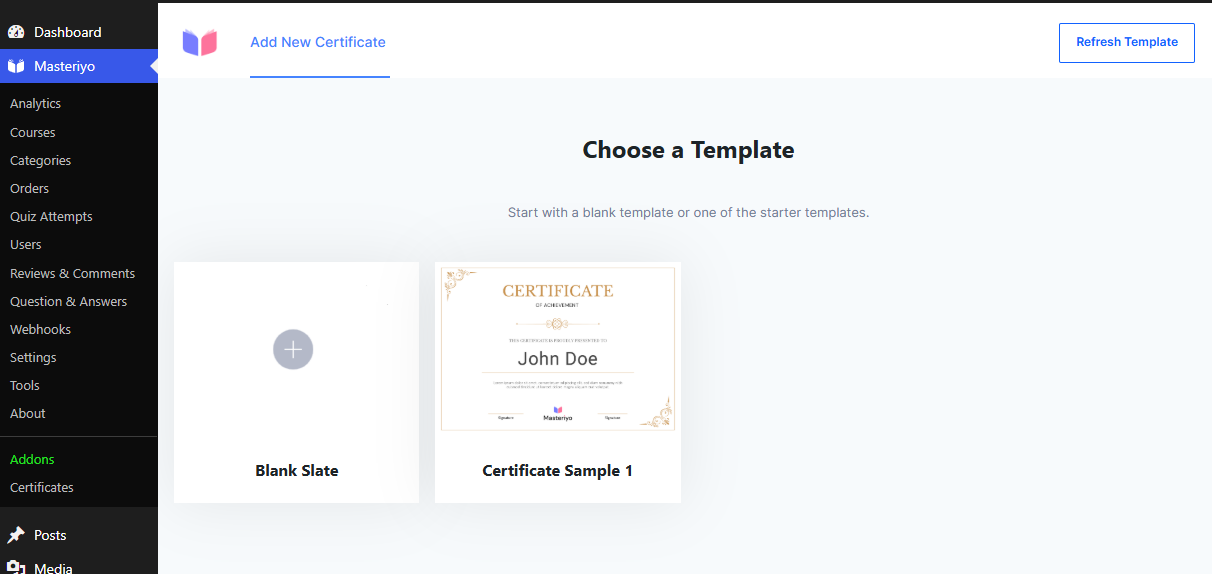 Dashboard
Masteriyo
Analytics
Courses
Categories
Orders
Quiz Attempts
Users
Reviews & Comments
Question & Answers
Webhooks
Settings
Tools
About
Addons
Certificates
Posts
Media
Add New Certificate
Refresh Template
Choose a Template
Start with a blank template or one of the starter templates.
Blank Slate
CERTIFICATE
OF ACHIEVEMENT
THIS CERTIFICATE IS PROUDLY PRESENTED TO
John Doe
Signature
Masteriyo
Signature
Certificate Sample 1